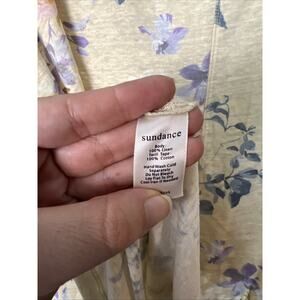 sundance
Body:
100% Linen
Twill Tape:
100% Cotton
Hand Wash Cold
Separately
Do Not Bleach
Lay Flat To Dry
Cool Iron If Needed